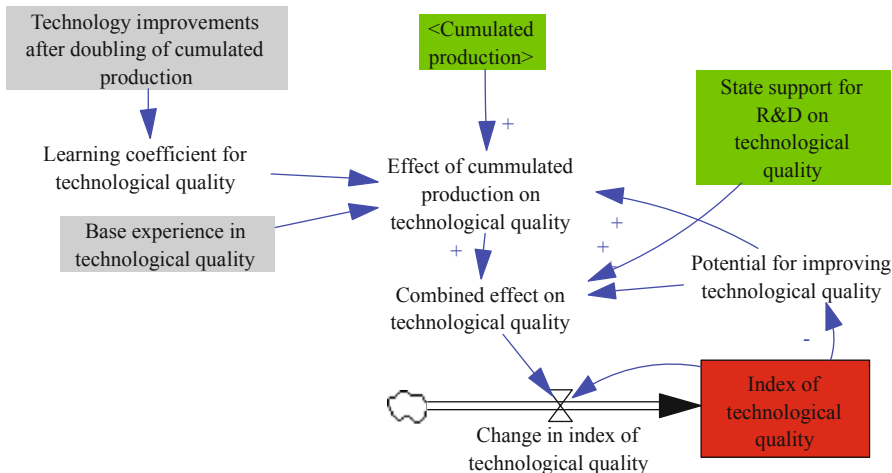 Technology improvements
after doubling of cumulated
production
<Cumulated
production>
State support for
R&D on
technological
quality
+
Learning coefficient for
technological quality
Effect of cummulated
production on
technological quality
Base experience in
technological quality
+
+
+
Potential for improving
technological quality
Combined effect on
technological quality
-
Index of
technological
quality
Change in index of
technological quality